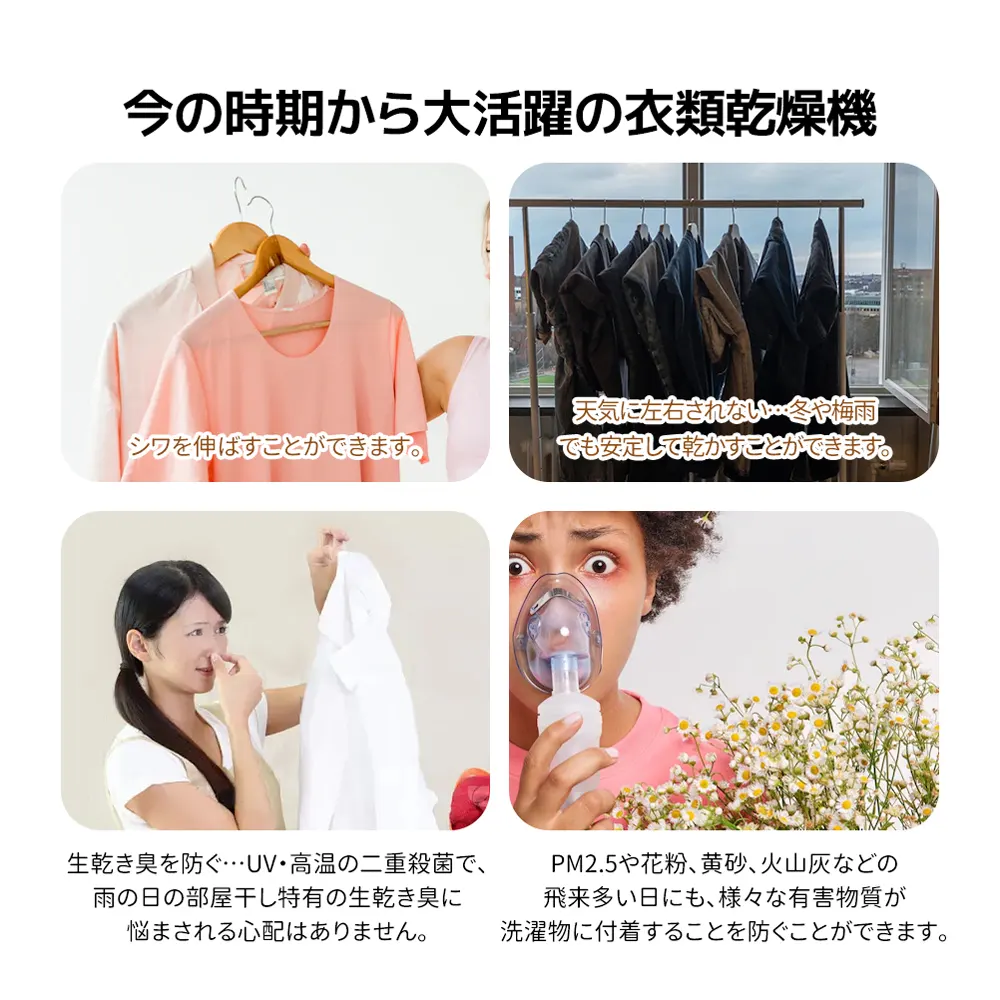 今の時期から大活躍の衣類乾燥機
シワを伸ばすことができます。
天気に左右されない…冬や梅雨
でも安定して乾かすことができます。
生乾き臭を防ぐ…UV・高温の二重殺菌で、
雨の日の部屋干し特有の生乾き臭に
悩まされる心配はありません。
PM2.5や花粉、黄砂、火山灰などの
飛来多い日にも、様々な有害物質が
洗濯物に付着することを防ぐことができます。